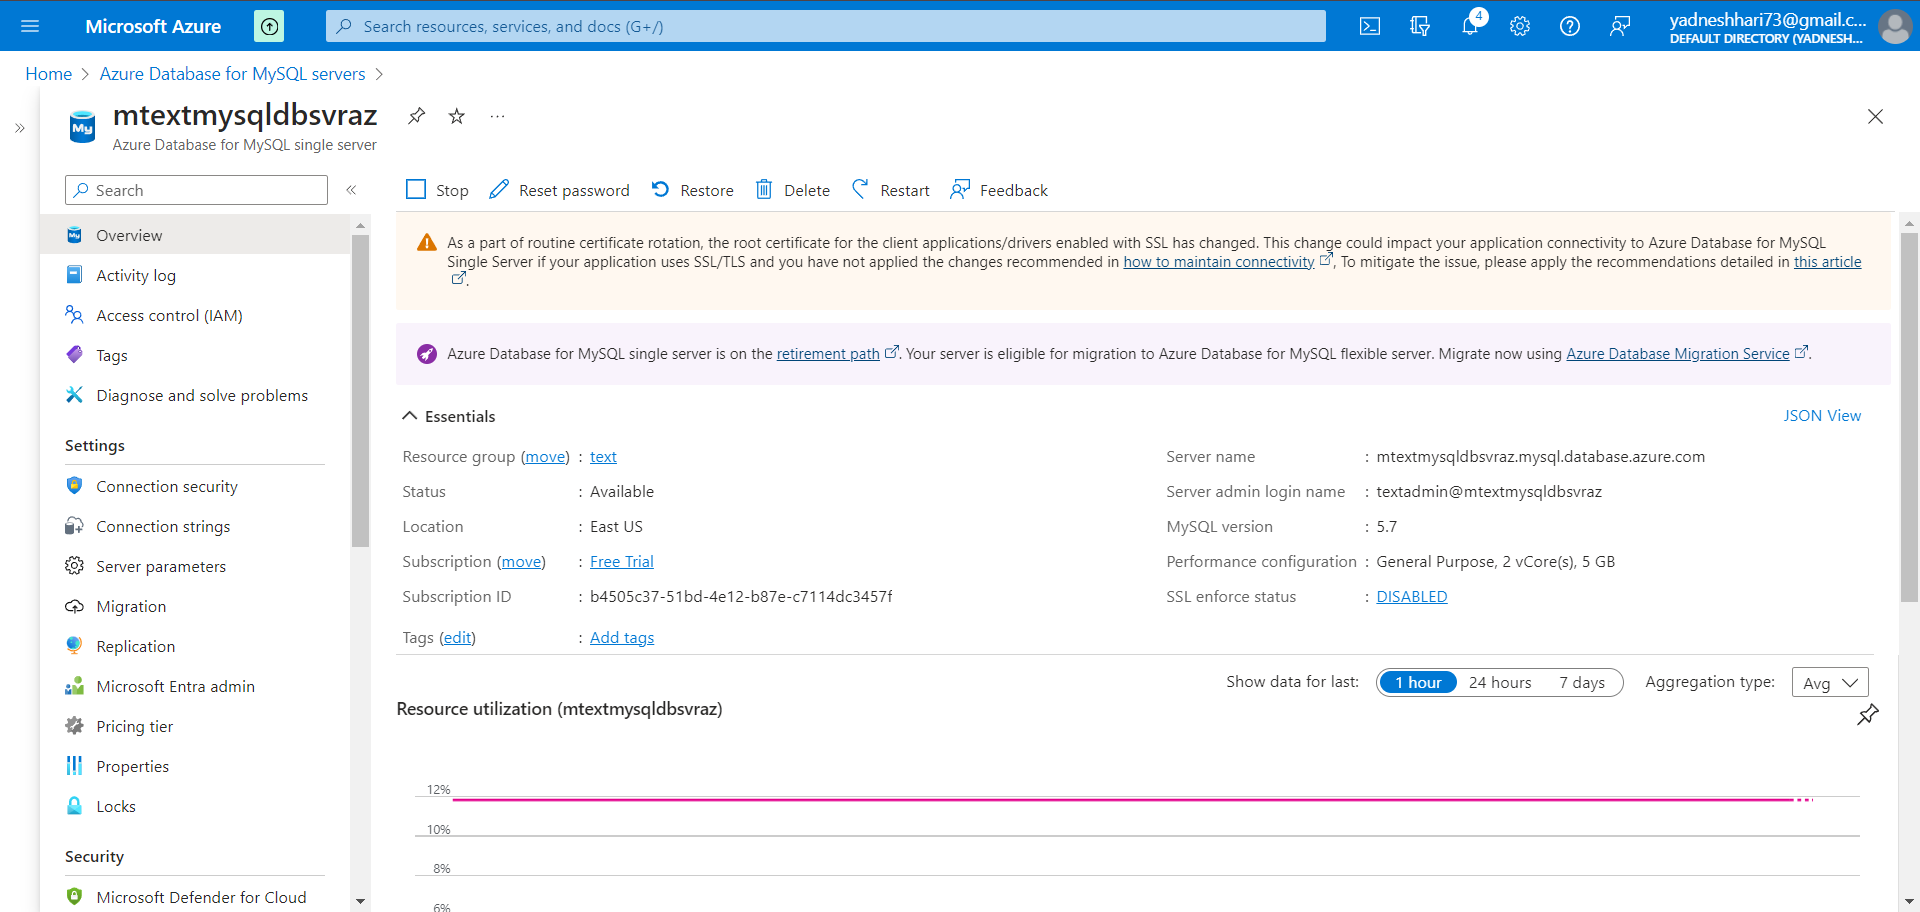 Microsoft Azure
Search resources, services, and docs (G+/)
4
yadneshhari73@gmail.c...
DEFAULT DIRECTORY (YADNESH...
Home > Azure Database for MySQL servers >
mtextmysqldbsvraz
Azure Database for MySQL single server
Search
Overview
Activity log
Access control (IAM)
Tags
Diagnose and solve problems
Settings
Connection security
Connection strings
Server parameters
Migration
Replication
Microsoft Entra admin
Pricing tier
Properties
Locks
Security
Microsoft Defender for Cloud
Stop Reset password Restore Delete Restart Feedback
As a part of routine certificate rotation, the root certificate for the client applications/drivers enabled with SSL has changed. This change could impact your application connectivity to Azure Database for MySQL
Single Server if your application uses SSL/TLS and you have not applied the changes recommended in how to maintain connectivity, To mitigate the issue, please apply the recommendations detailed in this article
.
Azure Database for MySQL single server is on the retirement path. Your server is eligible for migration to Azure Database for MySQL flexible server. Migrate now using Azure Database Migration Service.
Essentials
JSON View
Resource group (move) : text
Status : Available
Location : East US
Subscription (move) : Free Trial
Subscription ID : b4505c37-51bd-4e12-b87e-c7114dc3457f
Tags (edit) : Add tags
Server name : mtextmysqldbsvraz.mysql.database.azure.com
Server admin login name : textadmin@mtextmysqldbsvraz
MySQL version : 5.7
Performance configuration : General Purpose, 2 vCore(s), 5 GB
SSL enforce status : DISABLED
Show data for last: 1 hour 24 hours 7 days Aggregation type: Avg
Resource utilization (mtextmysqldbsvraz)
12%
10%
8%
6%